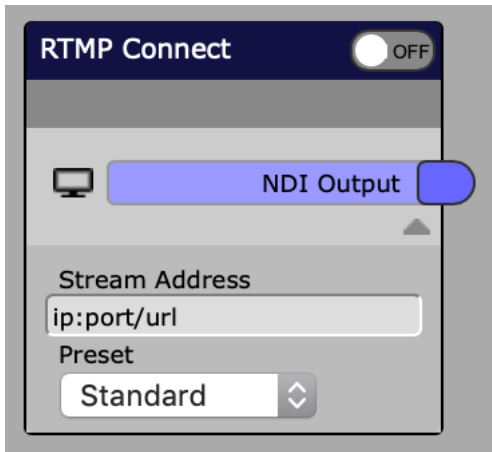 RTMP Connect
OFF
NDI Output
Stream Address
ip:port/url
Preset
Standard